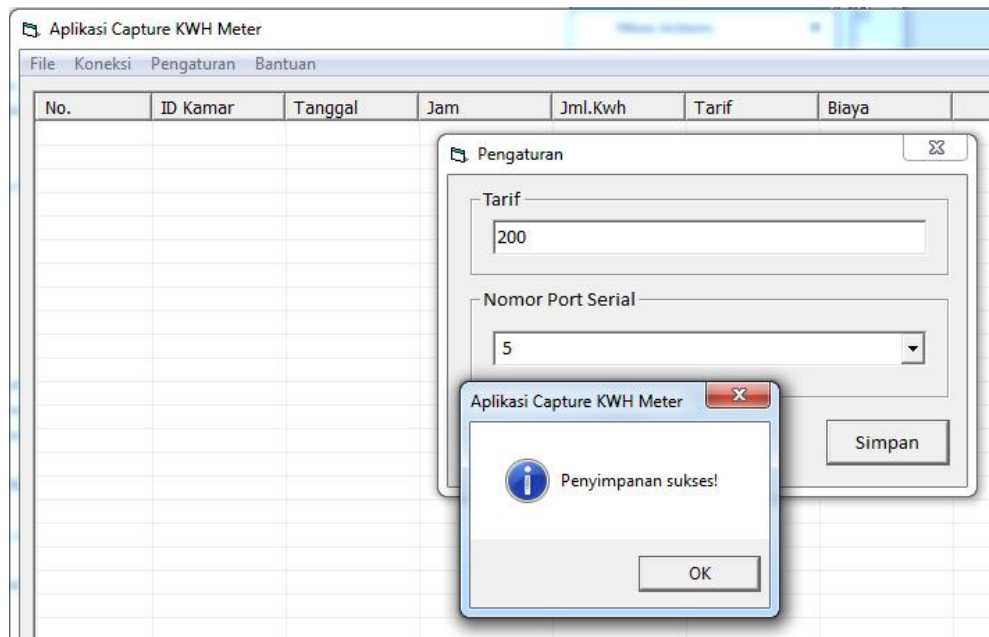 Aplikasi Capture KWH Meter
File Koneksi Pengaturan Bantuan
No. ID Kamar Tanggal Jam Jml.Kwh Tarif Biaya
Pengaturan
Tarif
200
Nomor Port Serial
5
Simpan
Aplikasi Capture KWH Meter
Penyimpanan sukses!
OK